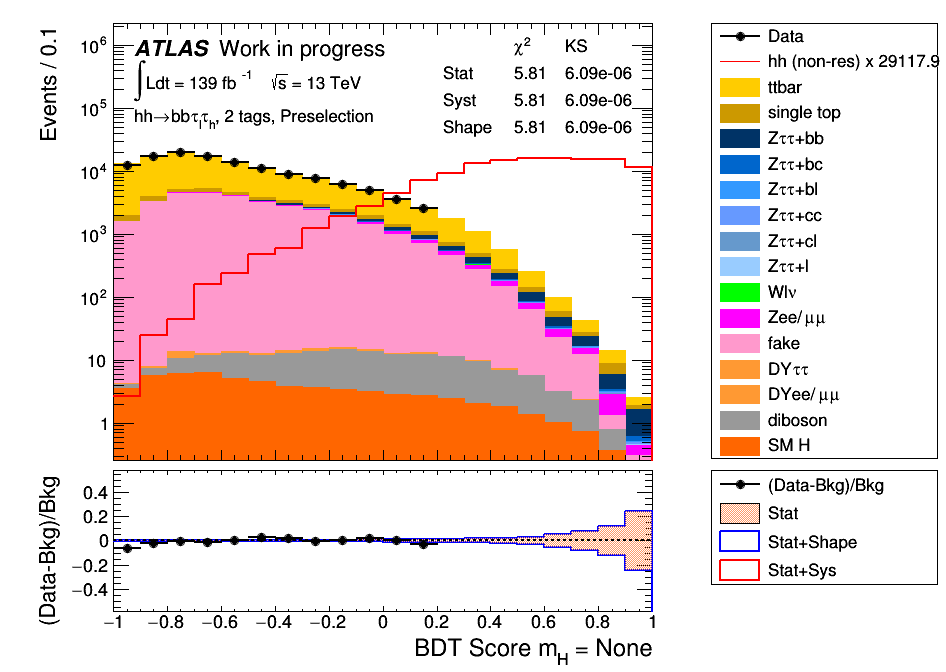 ATLAS Work in progress
∫Ldt = 139 fb⁻¹ √s = 13 TeV
hh→bbτₗτₕ, 2 tags, Preselection
χ² KS
Stat 5.81 6.09e-06
Syst 5.81 6.09e-06
Shape 5.81 6.09e-06
Events / 0.1
10⁶
10⁵
10⁴
10³
10²
10
1
Data
hh (non-res) x 29117.9
ttbar
single top
Zττ+bb
Zττ+bc
Zττ+bl
Zττ+cc
Zττ+cl
Zττ+l
Wlν
Zee/μμ
fake
DYττ
DYee/μμ
diboson
SM H
(Data-Bkg)/Bkg
0.4
0.2
0
−0.2
−0.4
−1 −0.8 −0.6 −0.4 −0.2 0 0.2 0.4 0.6 0.8 1
BDT Score m_H = None
(Data-Bkg)/Bkg
Stat
Stat+Shape
Stat+Sys